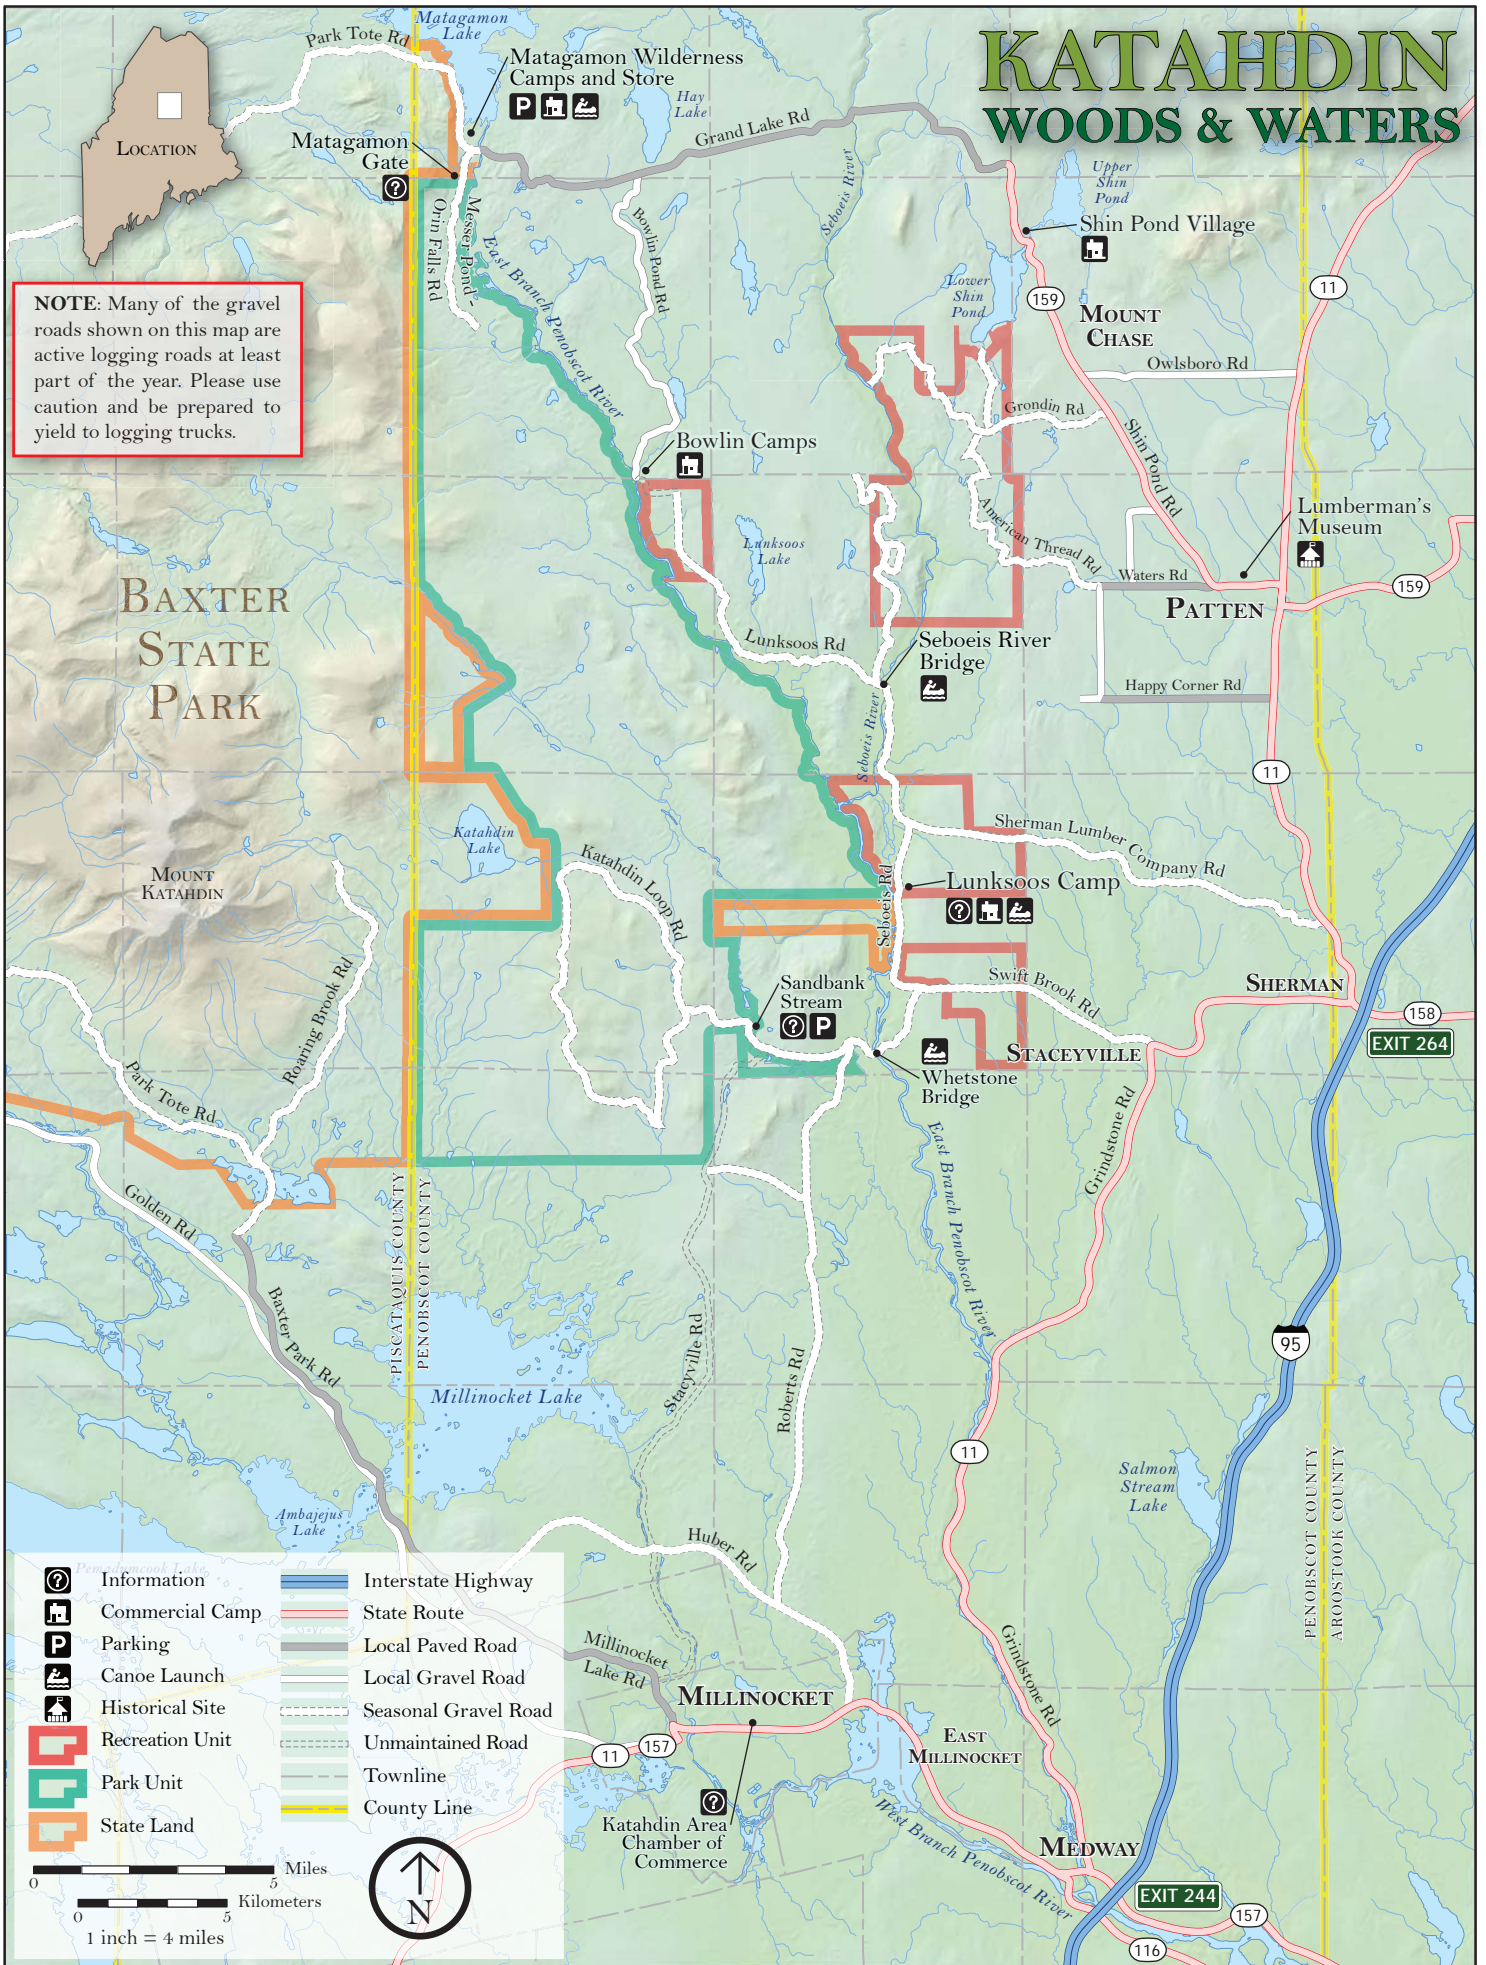 KATAHDIN
WOODS & WATERS
LOCATION
NOTE: Many of the gravel
roads shown on this map are
active logging roads at least
part of the year. Please use
caution and be prepared to
yield to logging trucks.
Park Tote Rd
Matagamon
Lake
Matagamon Wilderness
Camps and Store
P
Hay
Lake
Grand Lake Rd
Matagamon
Gate
?
Orin Falls Rd
Messer Pond -
East Branch Penobscot River
Bowlin Pond Rd
Seboeis River
Upper
Shin
Pond
Shin Pond Village
Lower
Shin
Pond
159
MOUNT
CHASE
11
Owlsboro Rd
Grondin Rd
Shin Pond Rd
Bowlin Camps
American Thread Rd
Lumberman's
Museum
Lunksoos
Lake
Waters Rd
159
PATTEN
BAXTER
STATE
PARK
Lunksoos Rd
Seboeis River
Bridge
Happy Corner Rd
Seboeis River
11
Katahdin
Lake
Sherman Lumber Company Rd
MOUNT
KATAHDIN
Katahdin Loop Rd
Seboeis Rd
Lunksoos Camp
?
Sandbank
Stream
? P
Swift Brook Rd
SHERMAN
158
EXIT 264
Roaring Brook Rd
STACEYVILLE
Whetstone
Bridge
Park Tote Rd
East Branch Penobscot River
Grindstone Rd
Golden Rd
PISCATAQUIS COUNTY
PENOBSCOT COUNTY
Baxter Park Rd
Millinocket Lake
Stacyville Rd
Roberts Rd
95
11
Salmon
Stream
Lake
PENOBSCOT COUNTY
AROOSTOOK COUNTY
Ambajejus
Lake
Huber Rd
Pemadumcook Lake
Grindstone Rd
Millinocket
Lake Rd
MILLINOCKET
EAST
MILLINOCKET
11
157
?
Katahdin Area
Chamber of
Commerce
West Branch Penobscot River
MEDWAY
EXIT 244
157
116
? Information
Commercial Camp
P Parking
Canoe Launch
Historical Site
Recreation Unit
Park Unit
State Land
Interstate Highway
State Route
Local Paved Road
Local Gravel Road
Seasonal Gravel Road
Unmaintained Road
Townline
County Line
Miles
0 5
Kilometers
0 5
1 inch = 4 miles
N